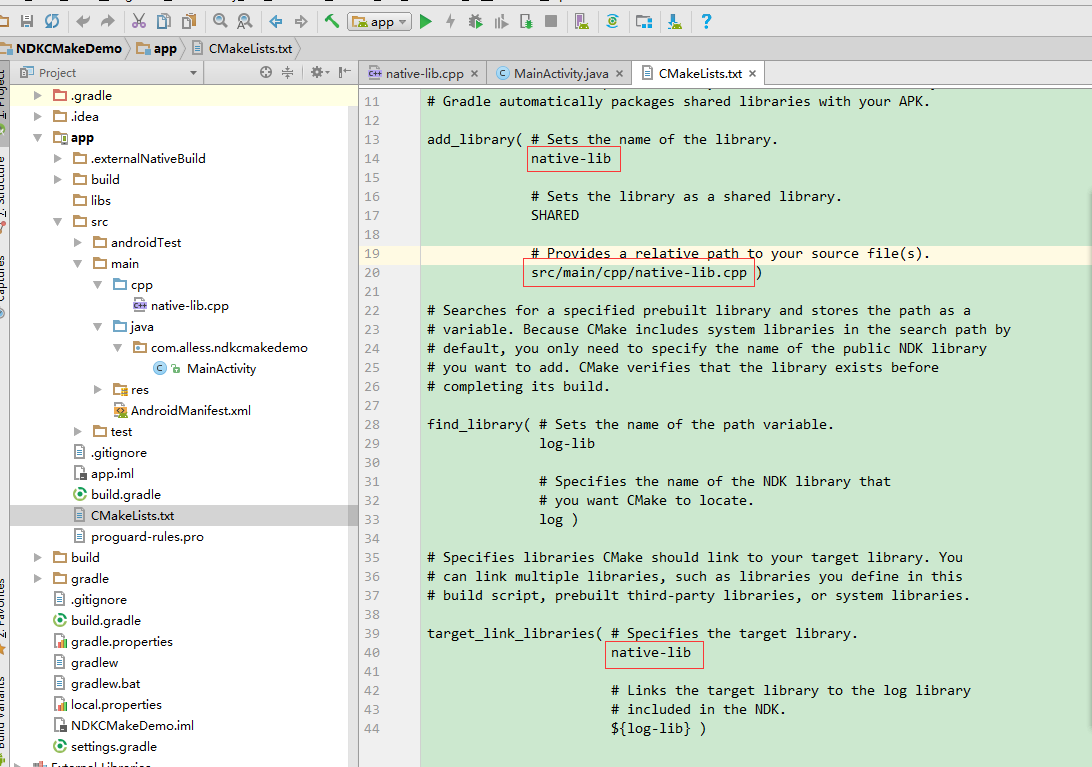 app
NDKCMakeDemo app CMakeLists.txt
Project
native-lib.cpp MainActivity.java CMakeLists.txt
.gradle
.idea
app
.externalNativeBuild
build
libs
src
androidTest
main
cpp
native-lib.cpp
java
com.alless.ndkcmakedemo
MainActivity
res
AndroidManifest.xml
test
.gitignore
app.iml
build.gradle
CMakeLists.txt
proguard-rules.pro
build
gradle
.gitignore
build.gradle
gradle.properties
gradlew
gradlew.bat
local.properties
NDKCMakeDemo.iml
settings.gradle
External Libraries
11 # Gradle automatically packages shared libraries with your APK.
12
13 add_library( # Sets the name of the library.
14 native-lib
15
16 # Sets the library as a shared library.
17 SHARED
18
19 # Provides a relative path to your source file(s).
20 src/main/cpp/native-lib.cpp )
21
22 # Searches for a specified prebuilt library and stores the path as a
23 # variable. Because CMake includes system libraries in the search path by
24 # default, you only need to specify the name of the public NDK library
25 # you want to add. CMake verifies that the library exists before
26 # completing its build.
27
28 find_library( # Sets the name of the path variable.
29 log-lib
30
31 # Specifies the name of the NDK library that
32 # you want CMake to locate.
33 log )
34
35 # Specifies libraries CMake should link to your target library. You
36 # can link multiple libraries, such as libraries you define in this
37 # build script, prebuilt third-party libraries, or system libraries.
38
39 target_link_libraries( # Specifies the target library.
40 native-lib
41
42 # Links the target library to the log library
43 # included in the NDK.
44 ${log-lib} )